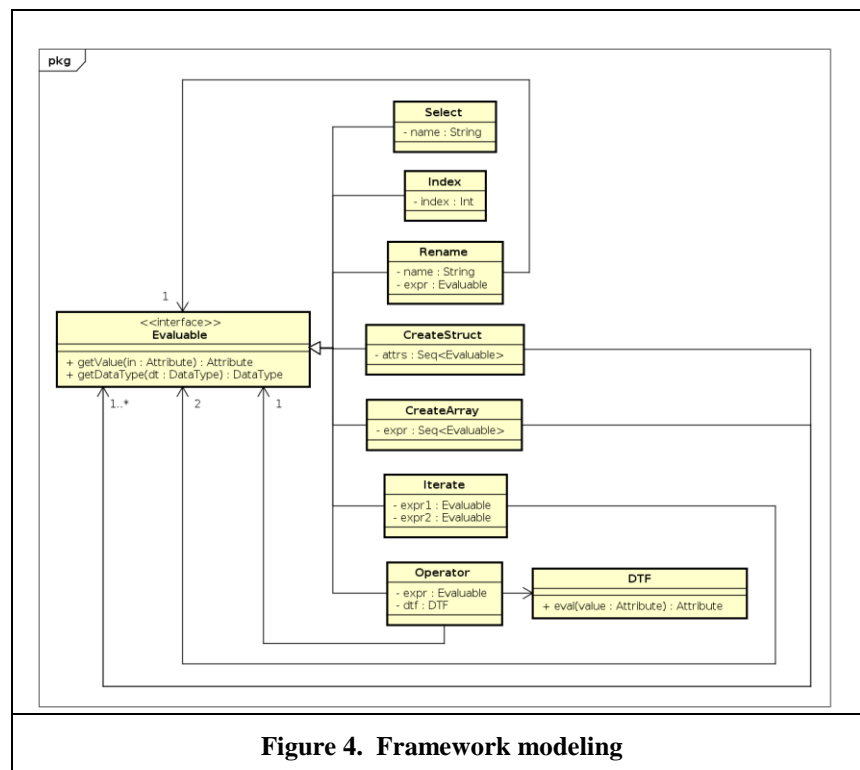 pkg
Select
- name : String
Index
- index : Int
Rename
- name : String
- expr : Evaluable
1
<<interface>>
Evaluable
+ getValue(in : Attribute) : Attribute
+ getDataType(dt : DataType) : DataType
1..*
2
1
CreateStruct
- attrs : Seq<Evaluable>
CreateArray
- expr : Seq<Evaluable>
Iterate
- expr1 : Evaluable
- expr2 : Evaluable
Operator
- expr : Evaluable
- dtf : DTF
DTF
+ eval(value : Attribute) : Attribute
Figure 4. Framework modeling